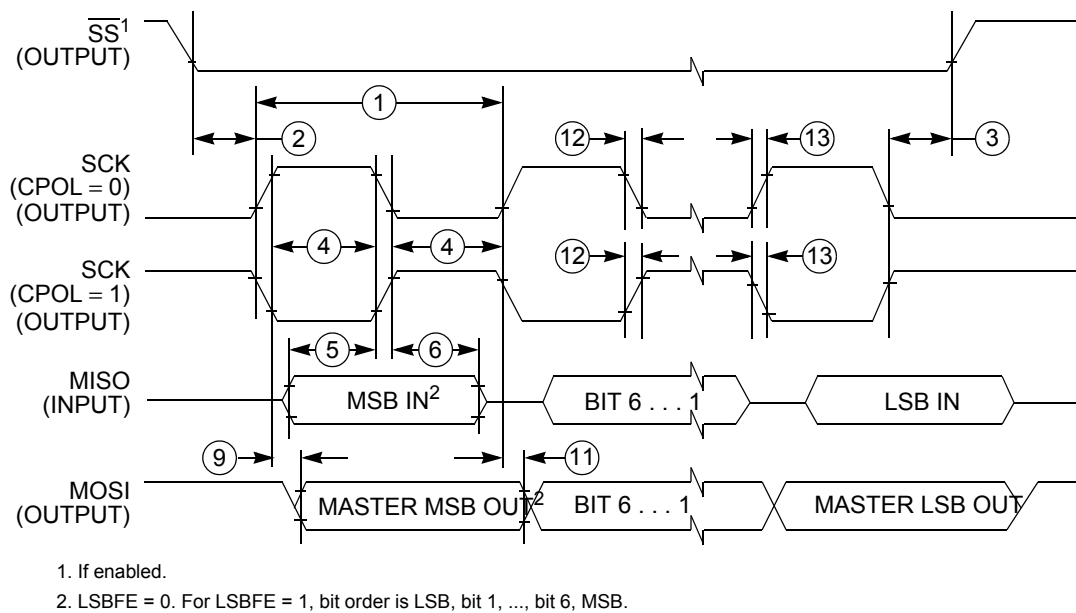 SS¹
(OUTPUT)
1
2
12
13
3
SCK
(CPOL = 0)
(OUTPUT)
4
4
SCK
(CPOL = 1)
(OUTPUT)
12
13
5
6
MISO
(INPUT)
MSB IN²
BIT 6 . . . 1
LSB IN
9
11
MOSI
(OUTPUT)
MASTER MSB OUT²
BIT 6 . . . 1
MASTER LSB OUT
1. If enabled.
2. LSBFE = 0. For LSBFE = 1, bit order is LSB, bit 1, ..., bit 6, MSB.